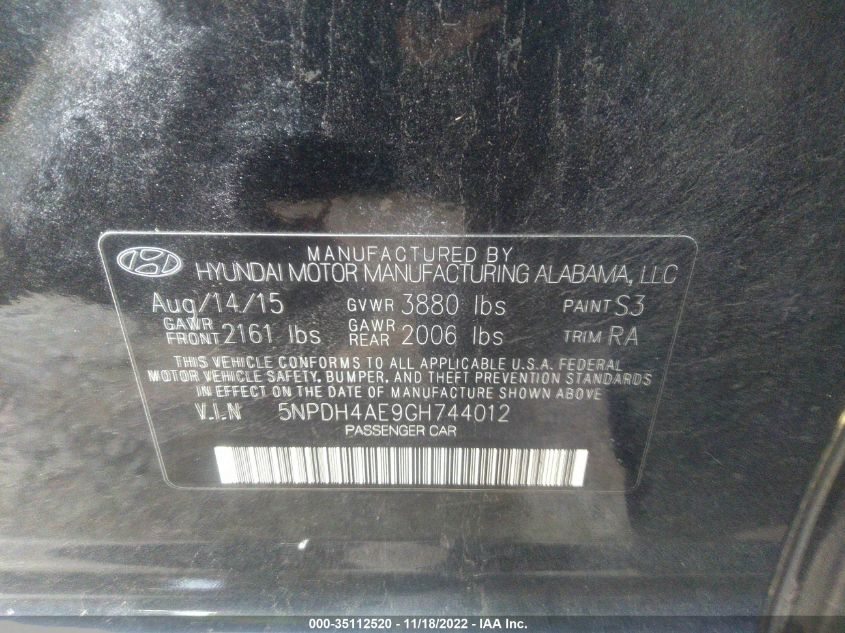 MANUFACTURED BY
HYUNDAI MOTOR MANUFACTURING ALABAMA, LLC
Aug/14/15 GVWR 3880 lbs PAINT S3
GAWR FRONT 2161 lbs GAWR REAR 2006 lbs TRIM RA
THIS VEHICLE CONFORMS TO ALL APPLICABLE U.S.A. FEDERAL
MOTOR VEHICLE SAFETY, BUMPER, AND THEFT PREVENTION STANDARDS
IN EFFECT ON THE DATE OF MANUFACTURE SHOWN ABOVE
V.I.N 5NPDH4AE9GH744012
PASSENGER CAR
000-35112520 - 11/18/2022 - IAA Inc.